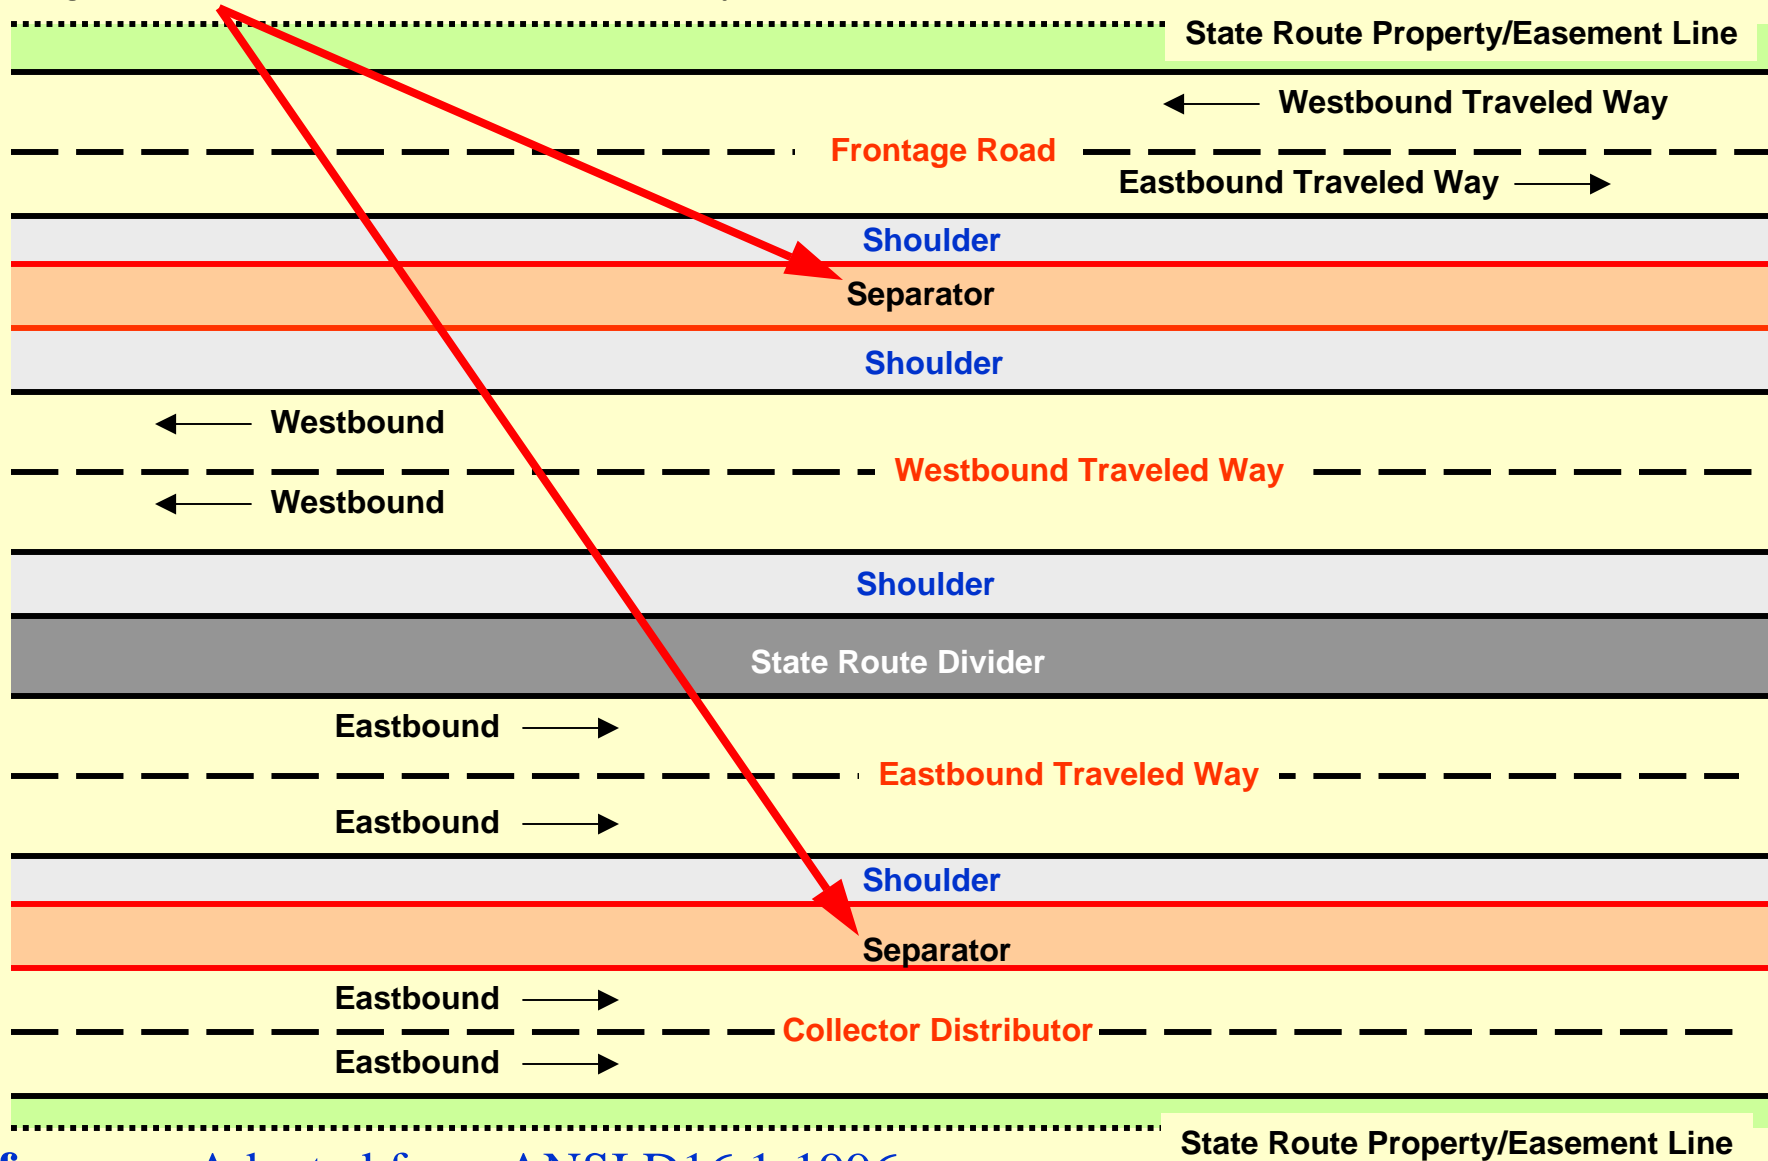 State Route Property/Easement Line
Westbound Traveled Way
Frontage Road
Eastbound Traveled Way
Shoulder
Separator
Shoulder
Westbound
Westbound Traveled Way
Westbound
Shoulder
State Route Divider
Eastbound
Eastbound Traveled Way
Eastbound
Shoulder
Separator
Eastbound
Collector Distributor
Eastbound
State Route Property/Easement Line